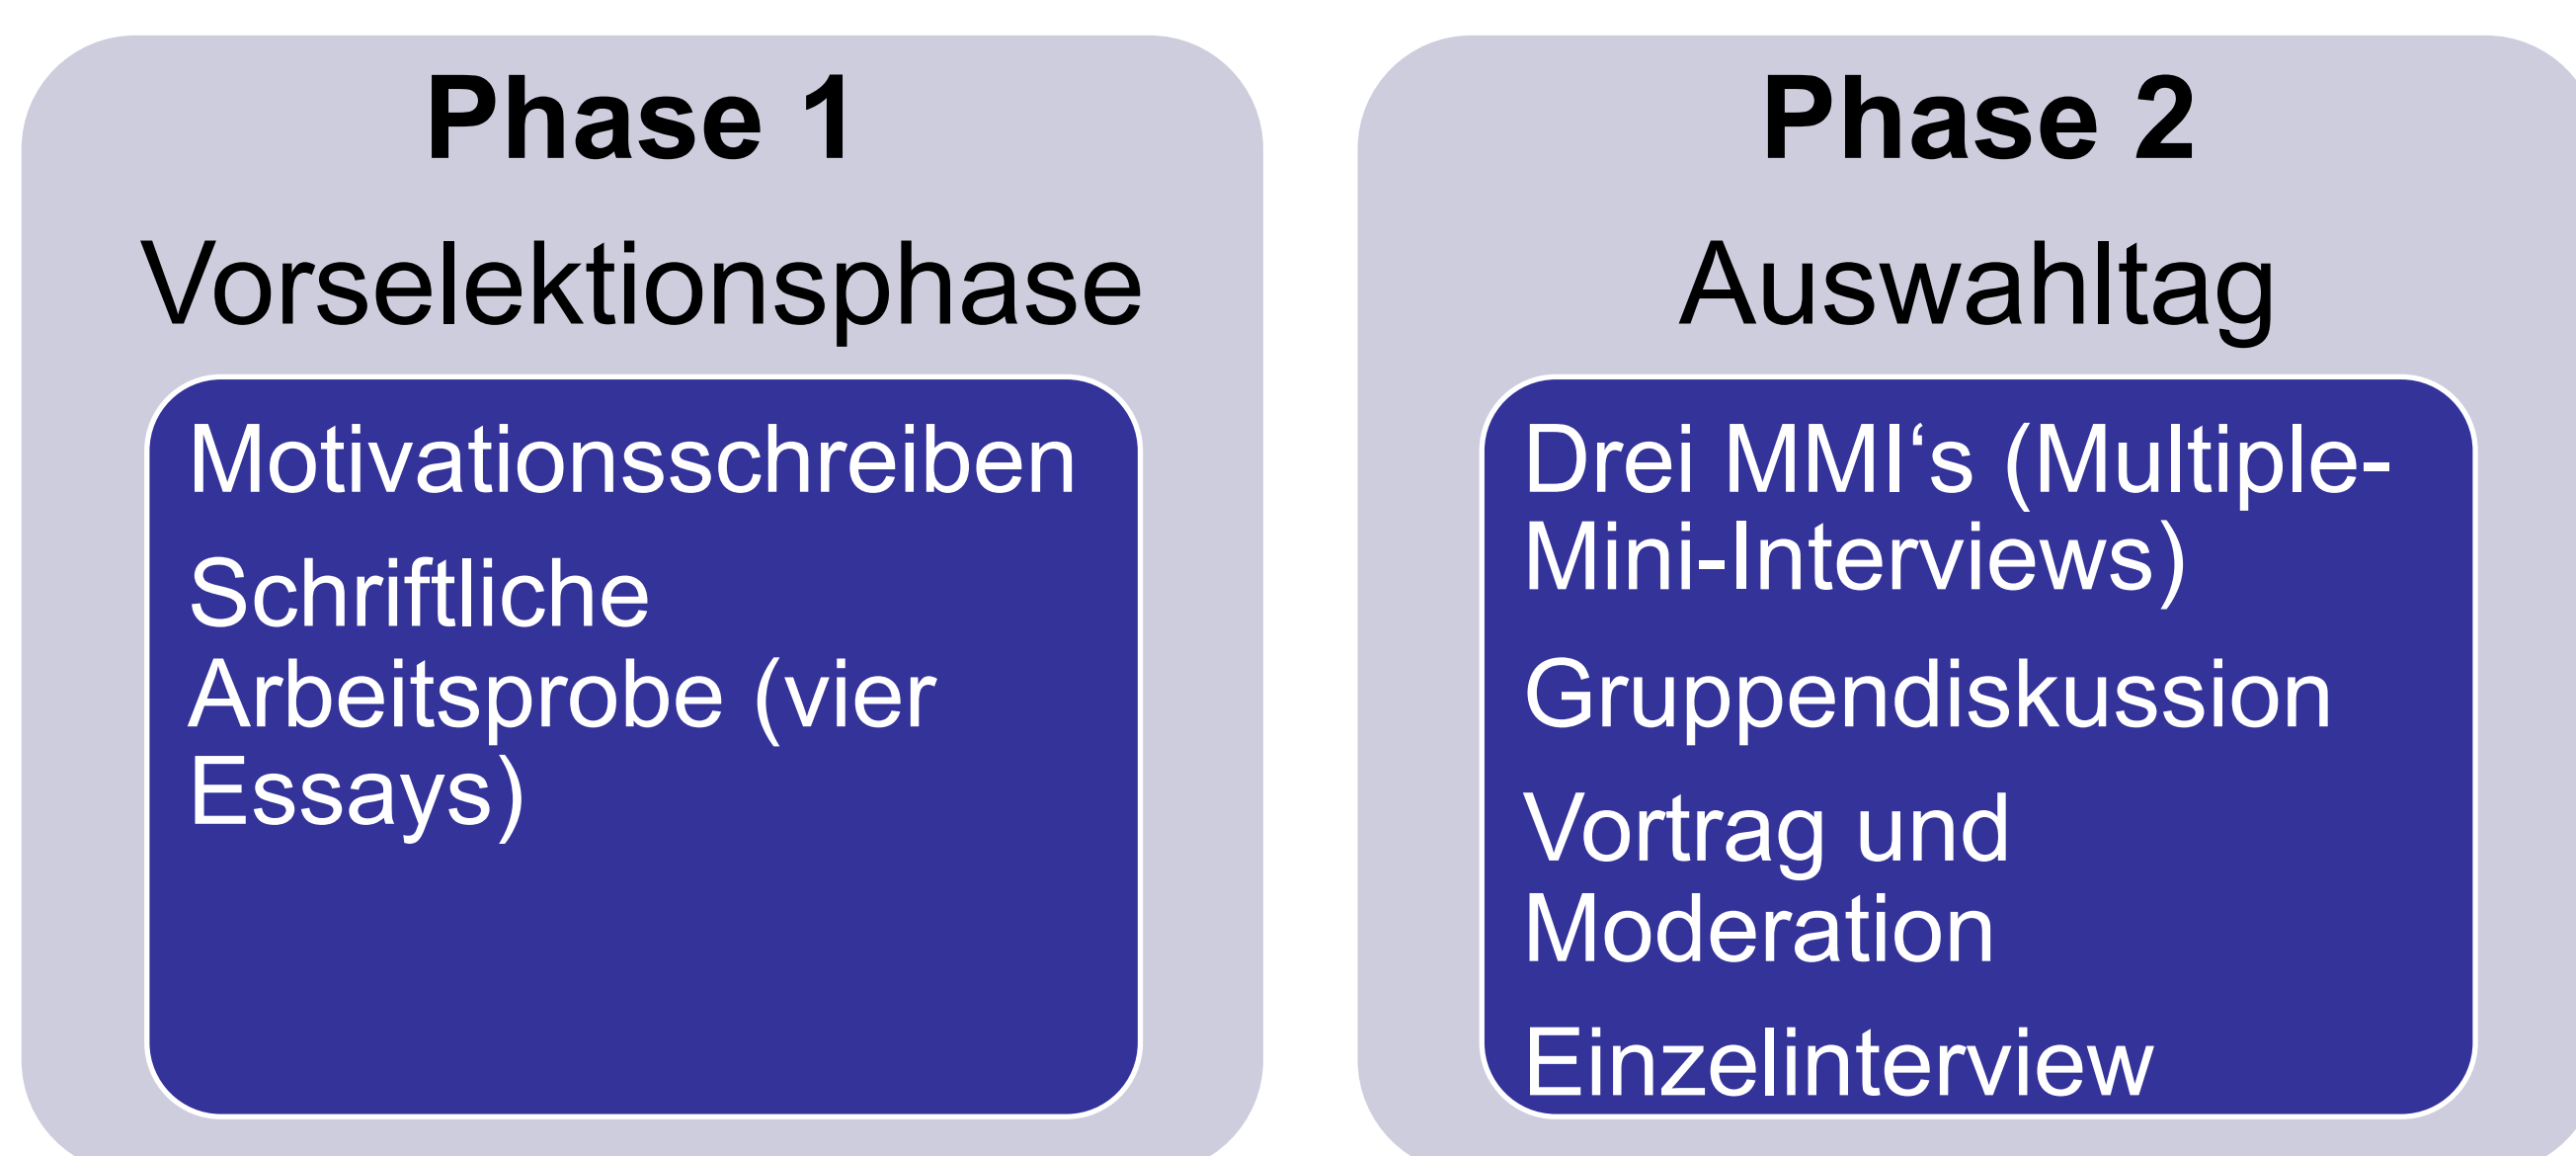 Phase 1
Vorselektionsphase
Motivationsschreiben
Schriftliche
Arbeitsprobe (vier
Essays)
Phase 2
Auswahltag
Drei MMI‘s (Multiple-
Mini-Interviews)
Gruppendiskussion
Vortrag und
Moderation
Einzelinterview